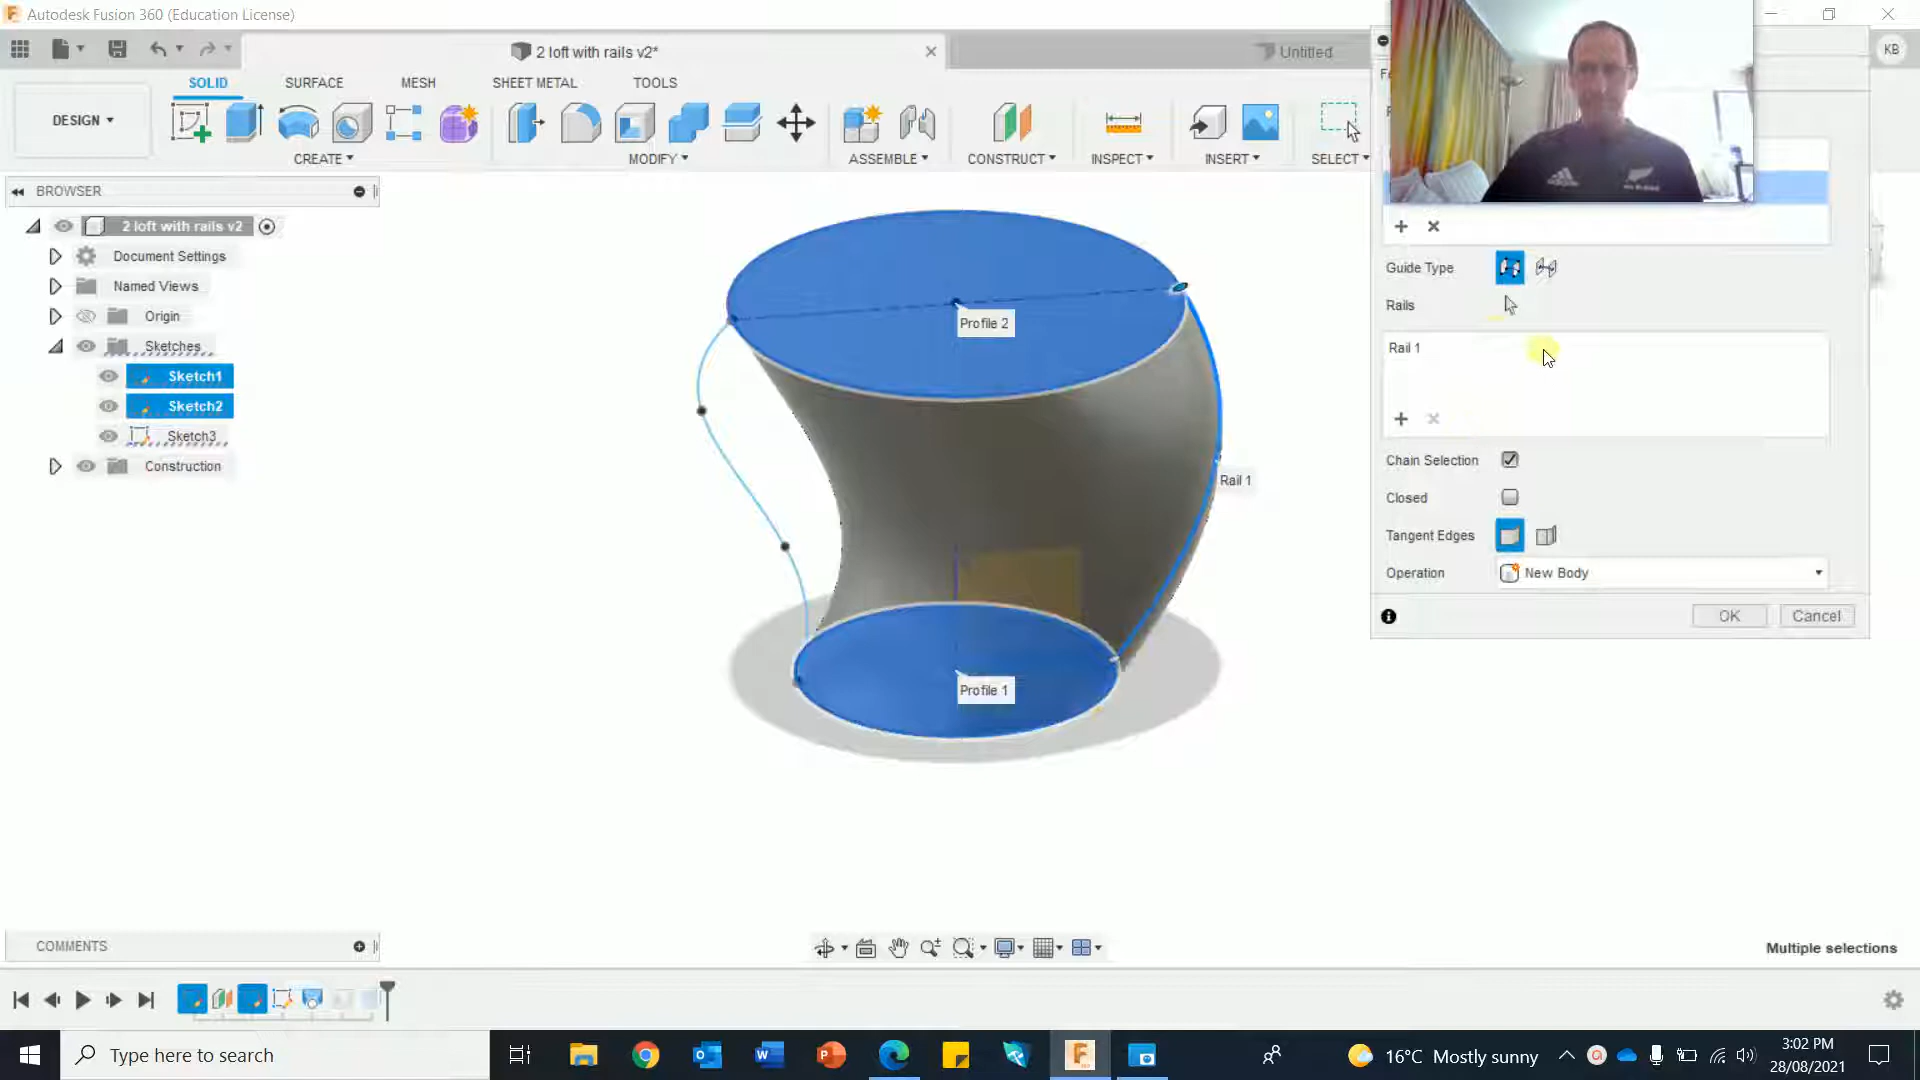 Autodesk Fusion 360 (Education License)
2 loft with rails v2*
Untitled
KB
SOLID
SURFACE
MESH
SHEET METAL
TOOLS
DESIGN
CREATE
MODIFY
ASSEMBLE
CONSTRUCT
INSPECT
INSERT
SELECT
BROWSER
2 loft with rails v2
Document Settings
Named Views
Origin
Sketches
Sketch1
Sketch2
Sketch3
Construction
Profile 2
Rail 1
Profile 1
Guide Type
Rails
Rail 1
Chain Selection
Closed
Tangent Edges
Operation
New Body
OK
Cancel
adidas
COMMENTS
Multiple selections
Type here to search
16°C Mostly sunny
3:02 PM
28/08/2021